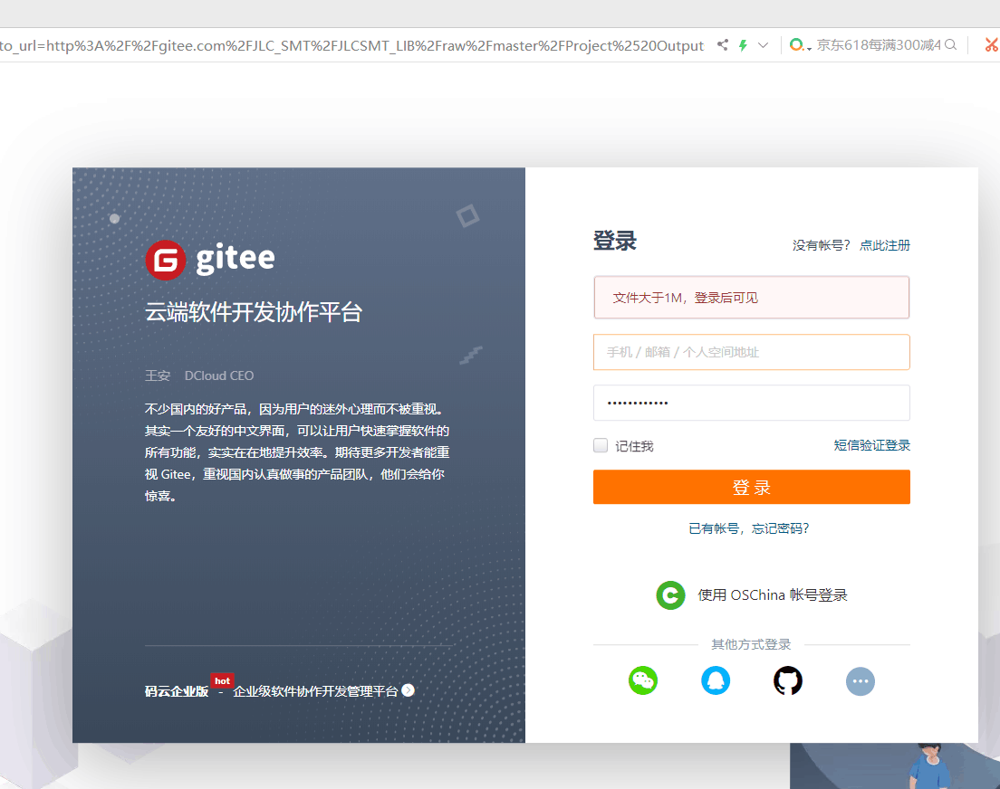 to_url=http%3A%2F%2Fgitee.com%2FJLC_SMT%2FJLCSMT_LIB%2Fraw%2Fmaster%2FProject%2520Output
京东618每满300减4
gitee
云端软件开发协作平台
王安 DCloud CEO
不少国内的好产品，因为用户的迷外心理而不被重视。
其实一个友好的中文界面，可以让用户快速掌握软件的
所有功能，实实在在地提升效率。期待更多开发者能重
视 Gitee，重视国内认真做事的产品团队，他们会给你
惊喜。
hot
码云企业版 - 企业级软件协作开发管理平台
登录
没有帐号？ 点此注册
文件大于1M，登录后可见
手机 / 邮箱 / 个人空间地址
••••••••••••
记住我
短信验证登录
登 录
已有帐号，忘记密码？
使用 OSChina 帐号登录
其他方式登录